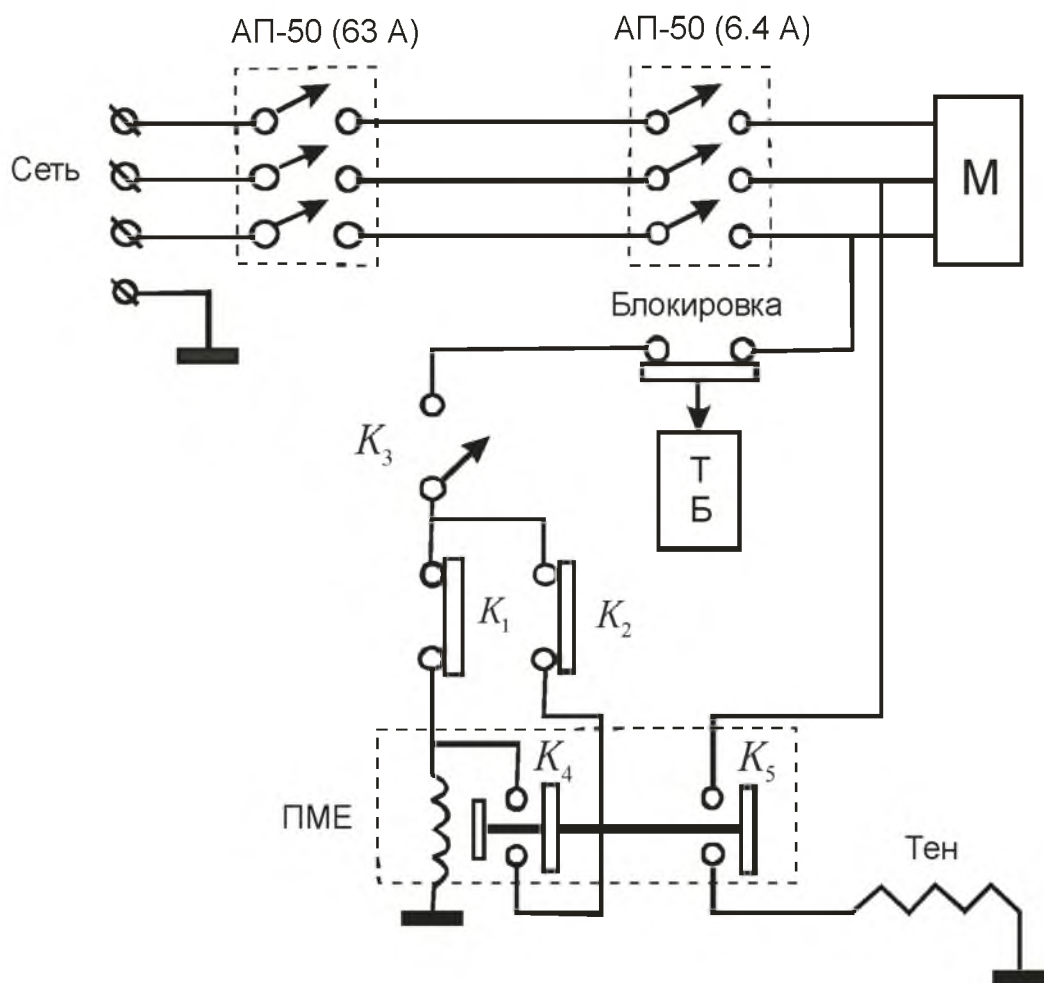 АП-50 (63 А)
АП-50 (6.4 А)
Сеть
М
Блокировка
K₃
Т
Б
K₁
K₂
K₄
K₅
ПМЕ
Тен